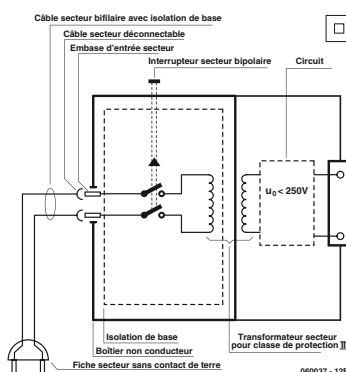 Câble secteur bifilaire avec isolation de base
Câble secteur déconnectable
Embase d'entrée secteur
Interrupteur secteur bipolaire
Circuit
u0 < 250V
Isolation de base
Boîtier non conducteur
Fiche secteur sans contact de terre
Transformateur secteur
pour classe de protection II